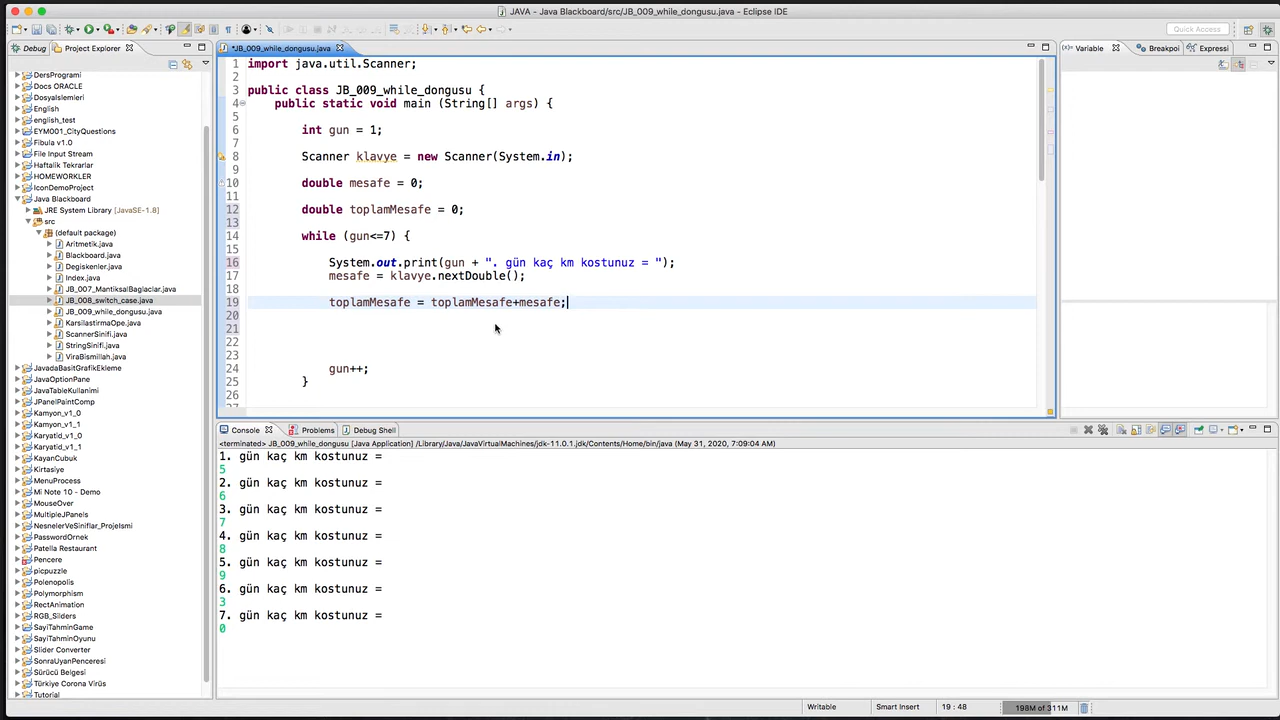 JAVA - Java Blackboard/src/JB_009_while_dongusu.java - Eclipse IDE
Quick Access
Debug
Project Explorer
*JB_009_while_dongusu.java
Variable
Breakpoi
Expressi
DersProgrami
Docs ORACLE
DosyaIslemleri
English
english_test
EYM001_CityQuestions
Fibula v1.0
File Input Stream
Haftalik Tekrarlar
HOMEWORKLER
IconDemoProject
Java Blackboard
JRE System Library [JavaSE-1.8]
src
(default package)
Aritmetik.java
Blackboard.java
Degiskenler.java
Index.java
JB_007_MantiksalBaglaclar.java
JB_008_switch_case.java
JB_009_while_dongusu.java
KarsilastirmaOpe.java
ScannerSinifi.java
StringSinifi.java
ViraBismillah.java
JavadaBasitGrafikEkleme
JavaOptionPane
JavaTableKullanimi
JPanelPaintComp
Kamyon_v1_0
Kamyon_v1_1
Karyatid_v1_0
Karyatid_v1_1
KayanCubuk
Kirtasiye
MenuProcess
Mi Note 10 - Demo
MouseOver
MultipleJPanels
NesnelerVeSiniflar_Projelsmi
PasswordOrnek
Patella Restaurant
Pencere
picpuzzle
Polenopolis
Polymorphism
RectAnimation
RGB_Sliders
SayiTahminGame
SayiTahminOyunu
Slider Converter
SonraUyanPenceresi
Sürücü Belgesi
Türkiye Corona Virüs
Tutorial
1 import java.util.Scanner;
2
3 public class JB_009_while_dongusu {
4 public static void main (String[] args) {
5
6 int gun = 1;
7
8 Scanner klavye = new Scanner(System.in);
9
10 double mesafe = 0;
11
12 double toplamMesafe = 0;
13
14 while (gun<=7) {
15
16 System.out.print(gun + ". gün kaç km kostunuz = ");
17 mesafe = klavye.nextDouble();
18
19 toplamMesafe = toplamMesafe+mesafe;
20
21
22
23
24 gun++;
25 }
26
Console
Problems
Debug Shell
<terminated> JB_009_while_dongusu [Java Application] /Library/Java/JavaVirtualMachines/jdk-11.0.1.jdk/Contents/Home/bin/java (May 31, 2020, 7:09:04 AM)
1. gün kaç km kostunuz =
5
2. gün kaç km kostunuz =
6
3. gün kaç km kostunuz =
7
4. gün kaç km kostunuz =
8
5. gün kaç km kostunuz =
9
6. gün kaç km kostunuz =
3
7. gün kaç km kostunuz =
0
Writable
Smart Insert
19 : 48
198M of 311M